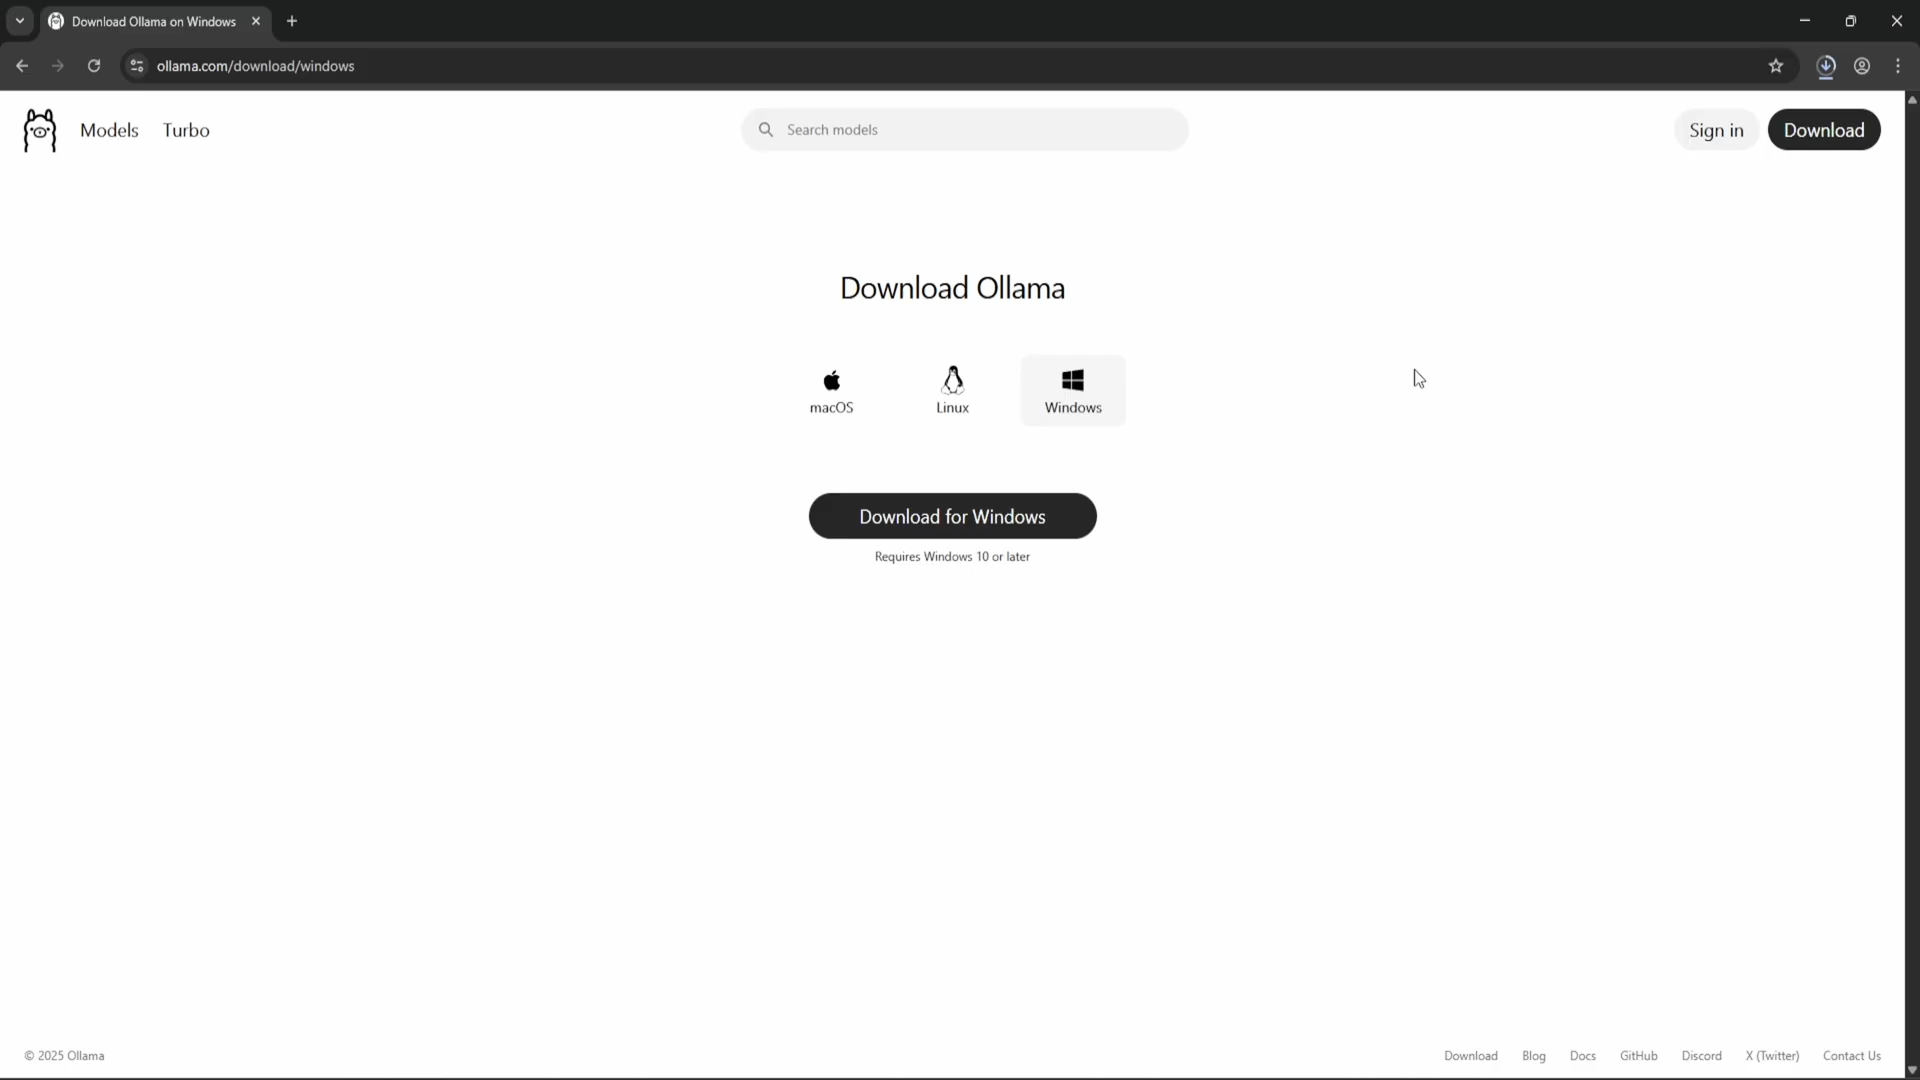 Download Ollama on Windows
ollama.com/download/windows
Models Turbo Search models Sign in Download
Download Ollama
macOS Linux Windows
Download for Windows
Requires Windows 10 or later
© 2025 Ollama Download Blog Docs GitHub Discord X (Twitter) Contact Us